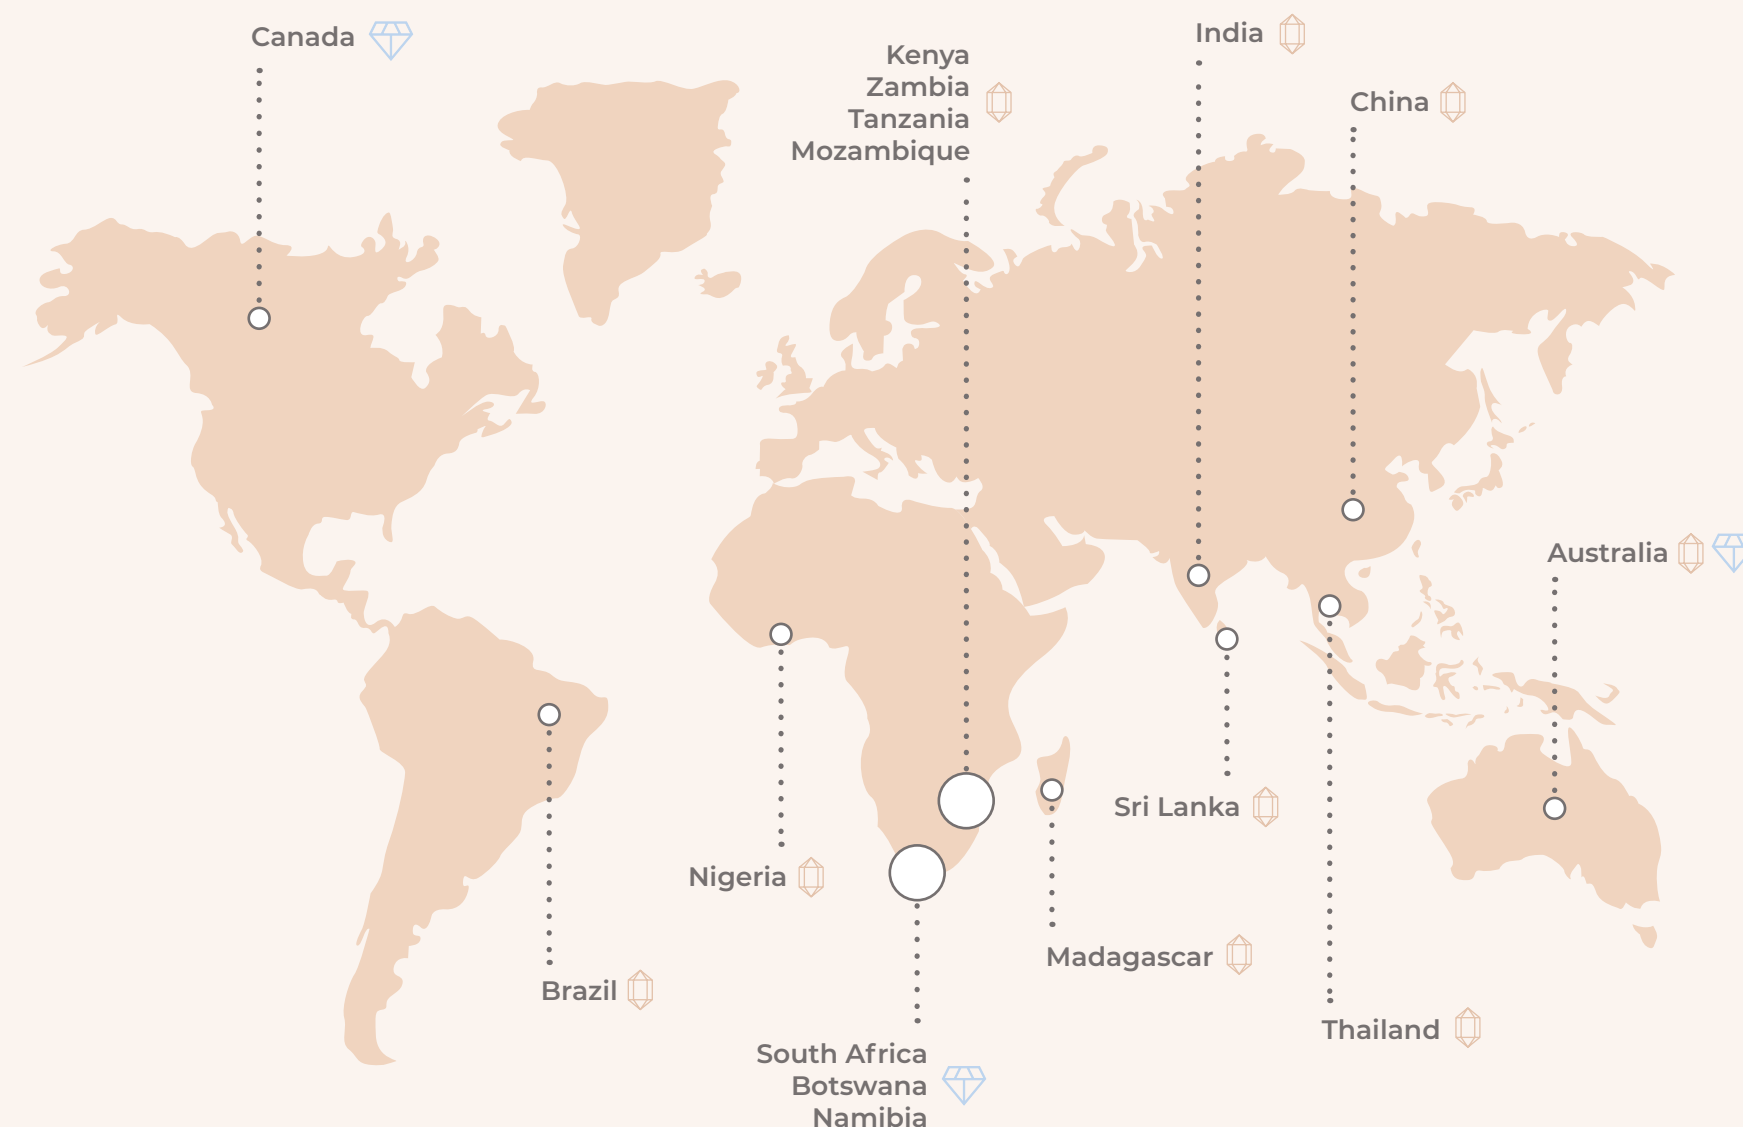 Canada
Kenya
Zambia
Tanzania
Mozambique
India
China
Australia
Sri Lanka
Nigeria
Madagascar
Brazil
Thailand
South Africa
Botswana
Namibia